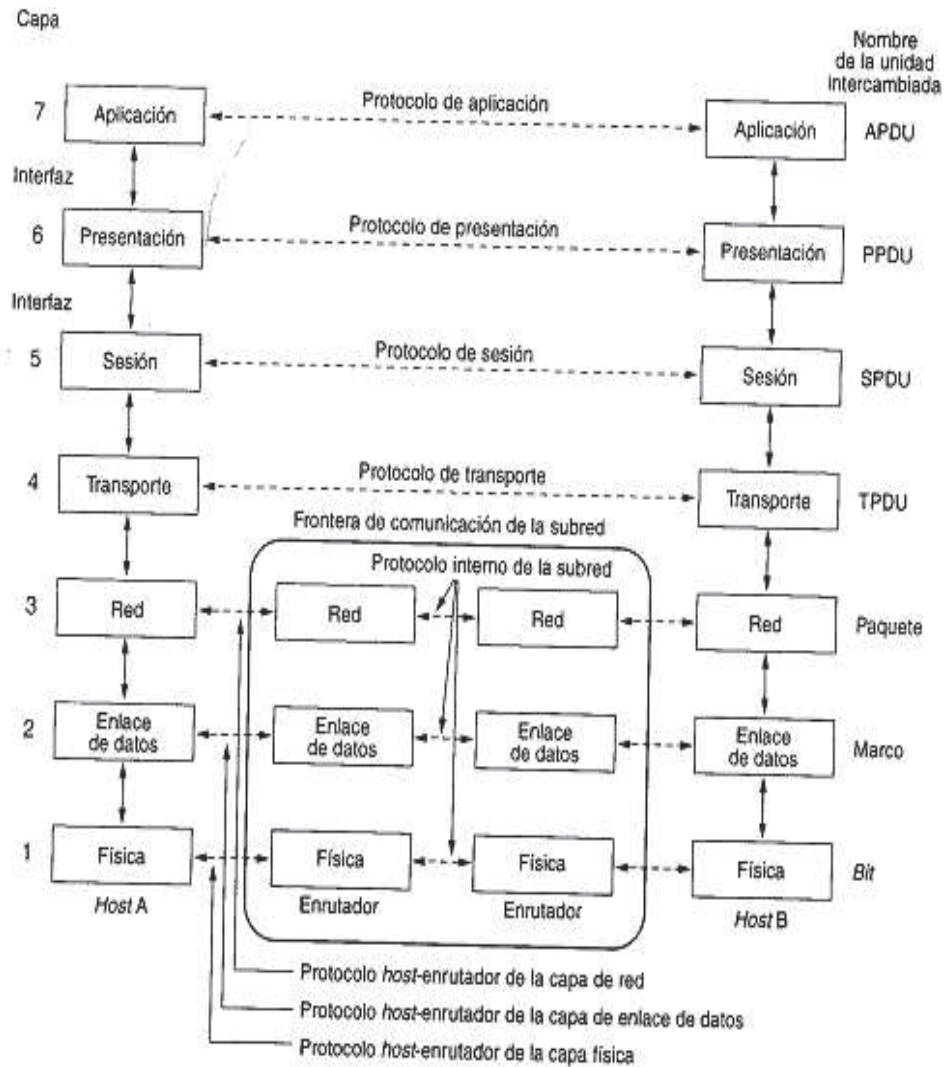 Capa
Nombre
de la unidad
intercambiada
7
Aplicación
Protocolo de aplicación
Aplicación
APDU
Interfaz
6
Presentación
Protocolo de presentación
Presentación
PPDU
Interfaz
5
Sesión
Protocolo de sesión
Sesión
SPDU
4
Transporte
Protocolo de transporte
Transporte
TPDU
Frontera de comunicación de la subred
Protocolo interno de la subred
3
Red
Red
Red
Red
Paquete
2
Enlace
de datos
Enlace
de datos
Enlace
de datos
Enlace
de datos
Marco
1
Física
Física
Física
Física
Bit
Host A
Enrutador
Enrutador
Host B
Protocolo host-enrutador de la capa de red
Protocolo host-enrutador de la capa de enlace de datos
Protocolo host-enrutador de la capa física